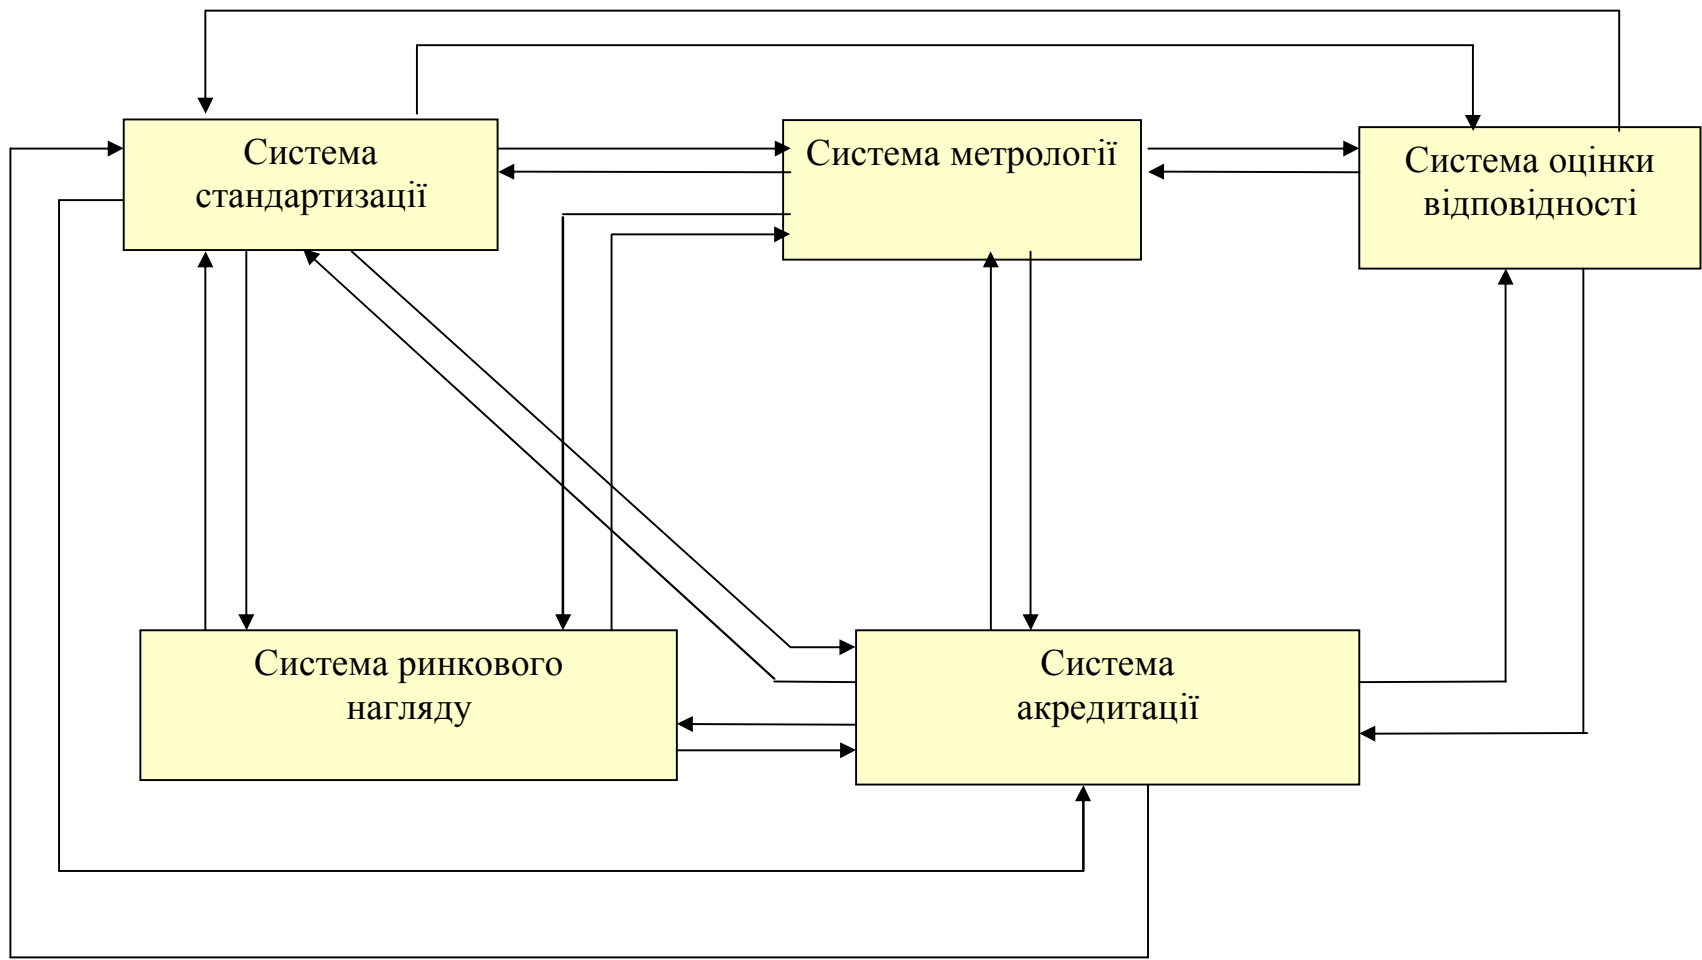 Система
стандартизації
Система метрології
Система оцінки
відповідності
Система ринкового
нагляду
Система
акредитації